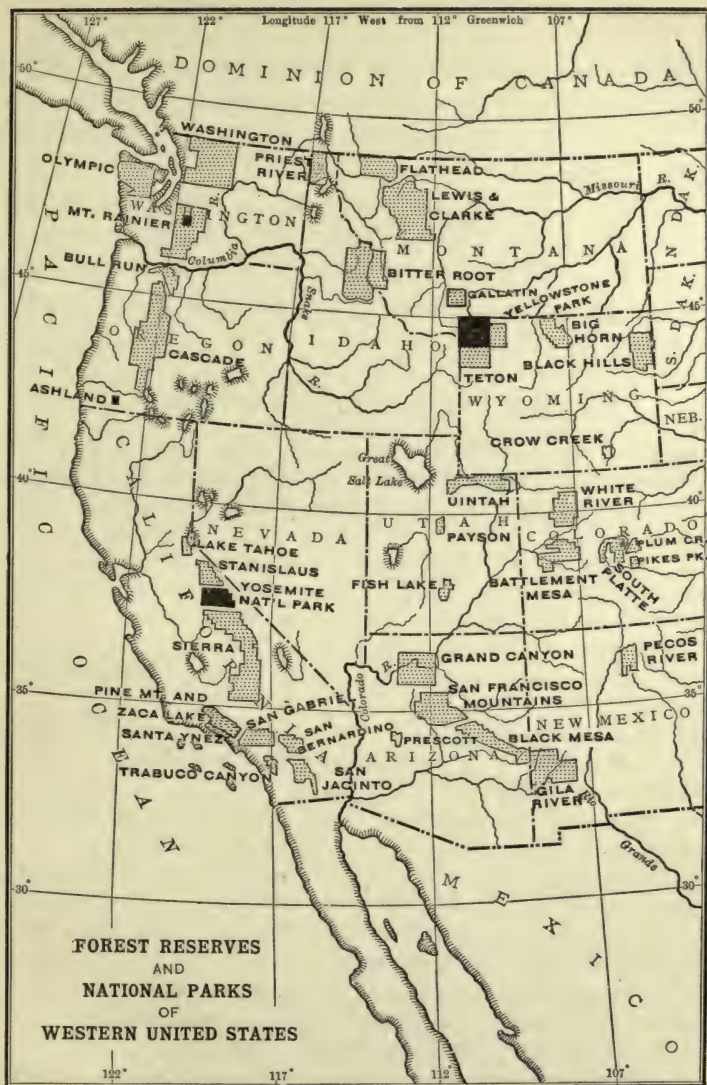 127° 122° Longitude West from 112° Greenwich 107°
117°
50°
50°
DOMINION OF CANADA
WASHINGTON
PRIEST
RIVER
FLATHEAD
OLYMPIC
LEWIS &
CLARKE
Missouri R.
N. DAK.
WASHINGTON
R.
MT. RAINIER
Columbia
MONTANA
BULL RUN
45°
BITTER ROOT
GALLATIN
YELLOWSTONE
PARK
45°
Snake
R.
BIG
HORN
S. DAK.
OREGON
IDAHO
CASCADE
TETON
BLACK HILLS
WYOMING
ASHLAND
NEB.
CROW CREEK
Great
Salt Lake
40°
40°
UINTAH
WHITE
RIVER
NEVADA
UTAH
COLORADO
LAKE TAHOE
PAYSON
PLUM CR.
PIKES PK.
STANISLAUS
SOUTH
PLATTE
YOSEMITE
NAT'L PARK
FISH LAKE
BATTLEMENT
MESA
CALIFORNIA
SIERRA
GRAND CANYON
PECOS
RIVER
Colorado R.
35°
35°
PINE MT. AND
ZACA LAKE
SAN GABRIEL
SAN FRANCISCO
MOUNTAINS
NEW MEXICO
SANTA YNEZ
SAN
BERNARDINO
PRESCOTT
BLACK MESA
ARIZONA
TRABUCO CANYON
SAN
JACINTO
GILA
RIVER
Rio Grande
PACIFIC OCEAN
MEXICO
30°
30°
FOREST RESERVES
AND
NATIONAL PARKS
OF
WESTERN UNITED STATES
122° 117° 112° 107°